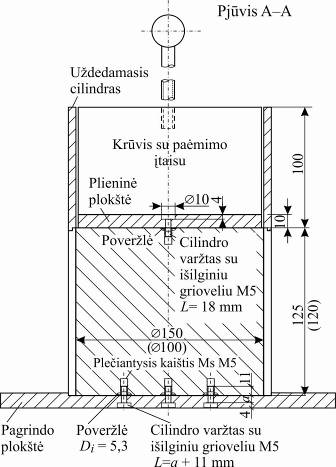 Pjūvis A–A
Uždedamasis
cilindras
Krūvis su paėmimo
įtaisu
Plieninė
plokštė
⌀10
4
100
10
Poveržlė
Cilindro
varžtas su
išilginiu
grioveliu M5
L= 18 mm
125
(120)
⌀150
(⌀100)
Plečiantysis kaištis Ms M5
11
a
4
Pagrindo
plokštė
Poveržlė
Di = 5,3
Cilindro varžtas su
išilginiu grioveliu M5
L=a + 11 mm